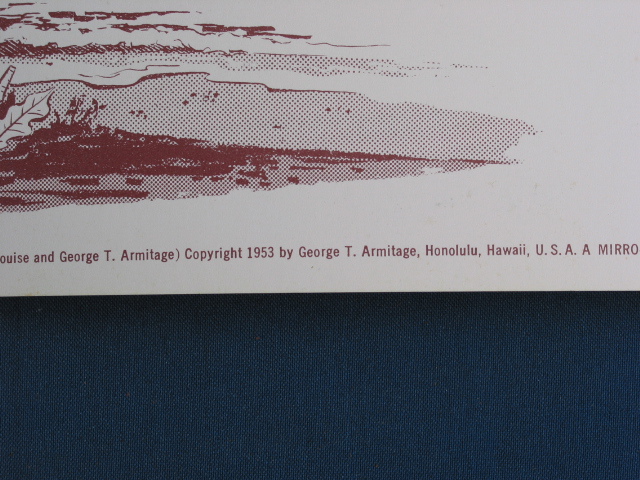 ouise and George T. Armitage) Copyright 1953 by George T. Armitage, Honolulu, Hawaii, U. S. A. A MIRRO